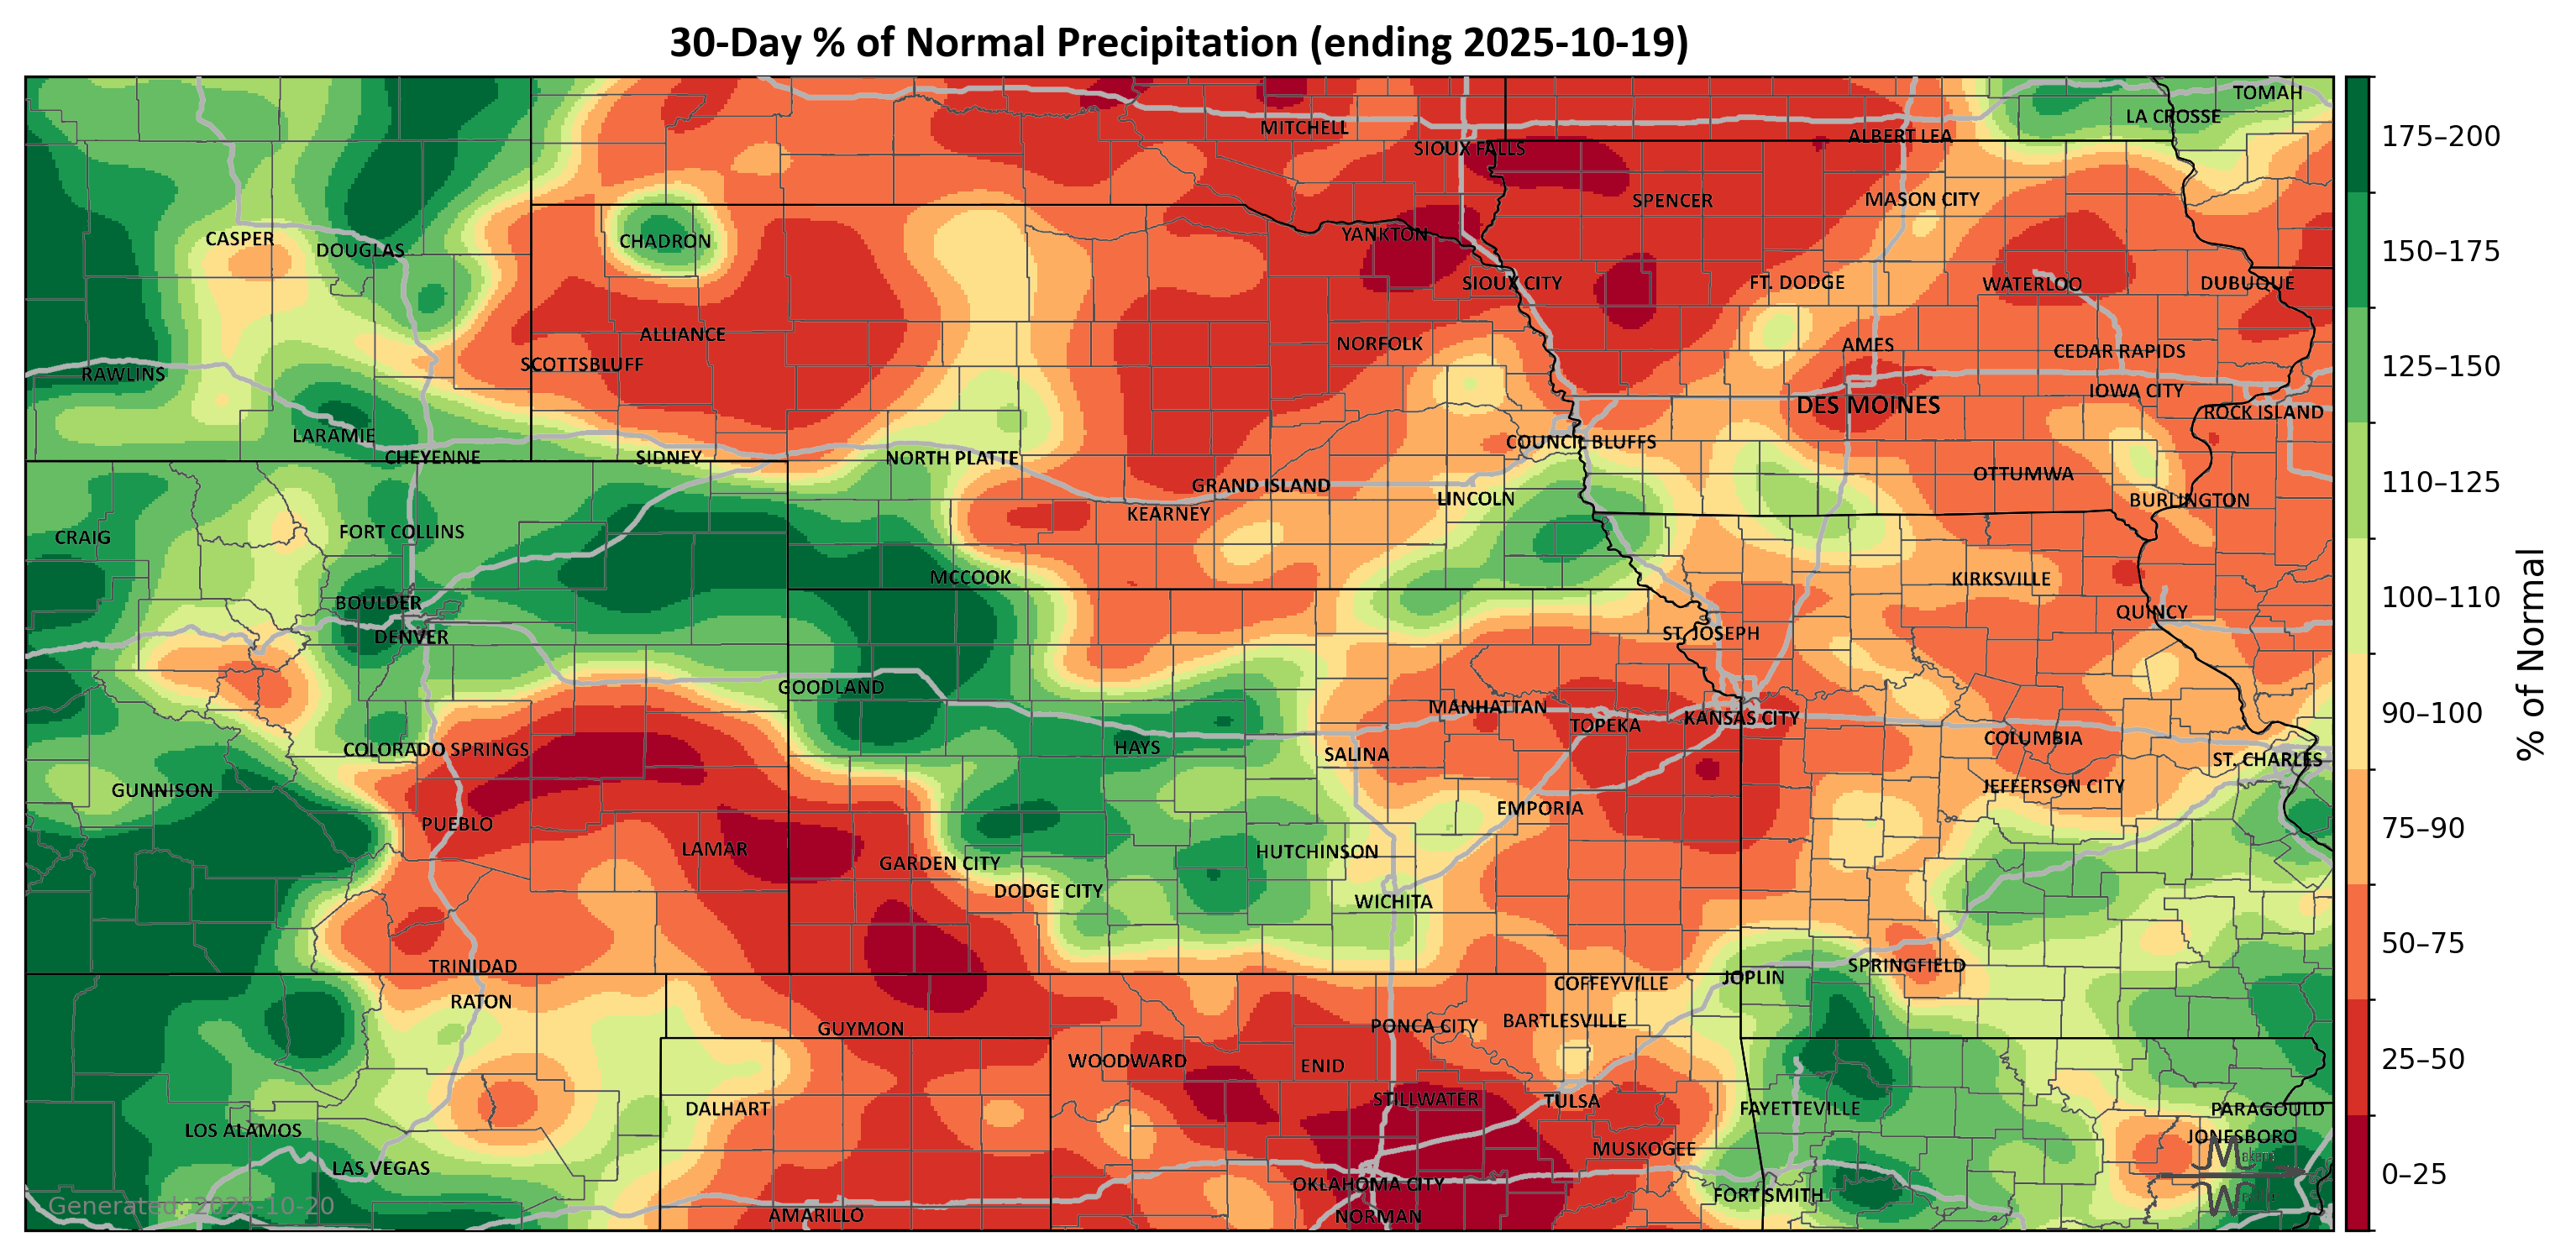 30-Day % of Normal Precipitation (ending 2025-10-19)
TOMAH
LA CROSSE
MITCHELL
ALBERT LEA
SIOUX FALLS
SPENCER
MASON CITY
CASPER
DOUGLAS
CHADRON
YANKTON
SIOUX CITY
FT. DODGE
WATERLOO
DUBUQUE
ALLIANCE
NORFOLK
AMES
CEDAR RAPIDS
SCOTTSBLUFF
RAWLINS
IOWA CITY
DES MOINES
ROCK ISLAND
LARAMIE
COUNCIL BLUFFS
CHEYENNE
SIDNEY
NORTH PLATTE
OTTUMWA
GRAND ISLAND
LINCOLN
BURLINGTON
KEARNEY
CRAIG
FORT COLLINS
MCCOOK
KIRKSVILLE
BOULDER
QUINCY
DENVER
ST. JOSEPH
GOODLAND
MANHATTAN
TOPEKA
KANSAS CITY
COLUMBIA
COLORADO SPRINGS
HAYS
SALINA
ST. CHARLES
GUNNISON
JEFFERSON CITY
EMPORIA
PUEBLO
LAMAR
GARDEN CITY
HUTCHINSON
DODGE CITY
WICHITA
TRINIDAD
SPRINGFIELD
JOPLIN
COFFEYVILLE
RATON
GUYMON
PONCA CITY
BARTLESVILLE
WOODWARD
ENID
STILLWATER
TULSA
DALHART
FAYETTEVILLE
PARAGOULD
LOS ALAMOS
JONESBORO
MUSKOGEE
LAS VEGAS
OKLAHOMA CITY
FORT SMITH
AMARILLO
NORMAN
Generated: 2025-10-20
175–200
150–175
125–150
110–125
100–110
90–100
75–90
50–75
25–50
0–25
% of Normal